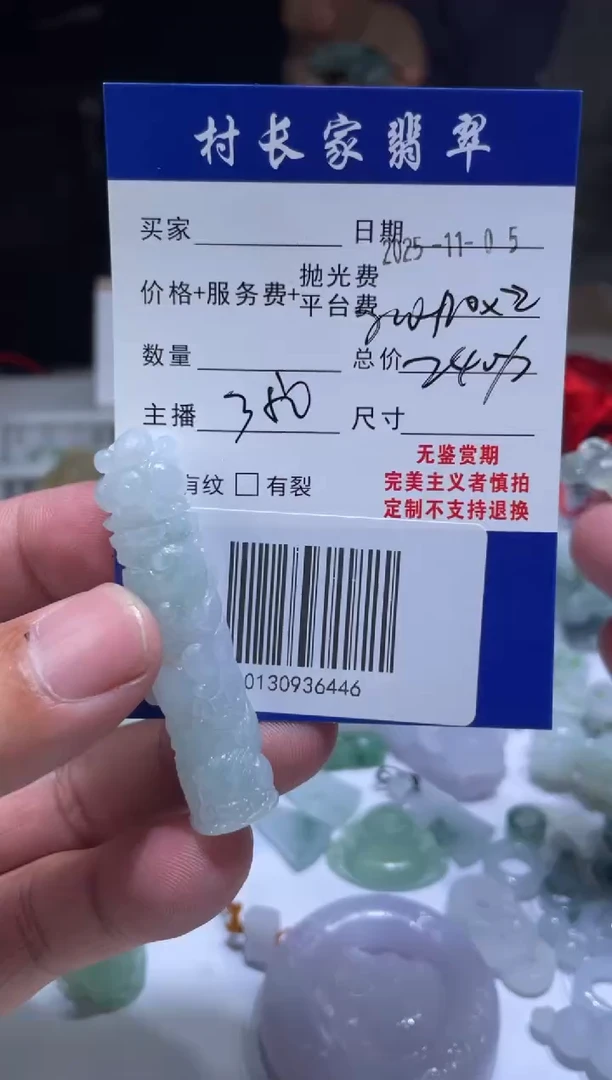 村长家翡翠
买家 日期 2025-11-05
价格+服务费+抛光费平台费
数量 总价
主播 尺寸
有纹 □ 有裂
无鉴赏期
完美主义者慎拍
定制不支持退换
0130936446